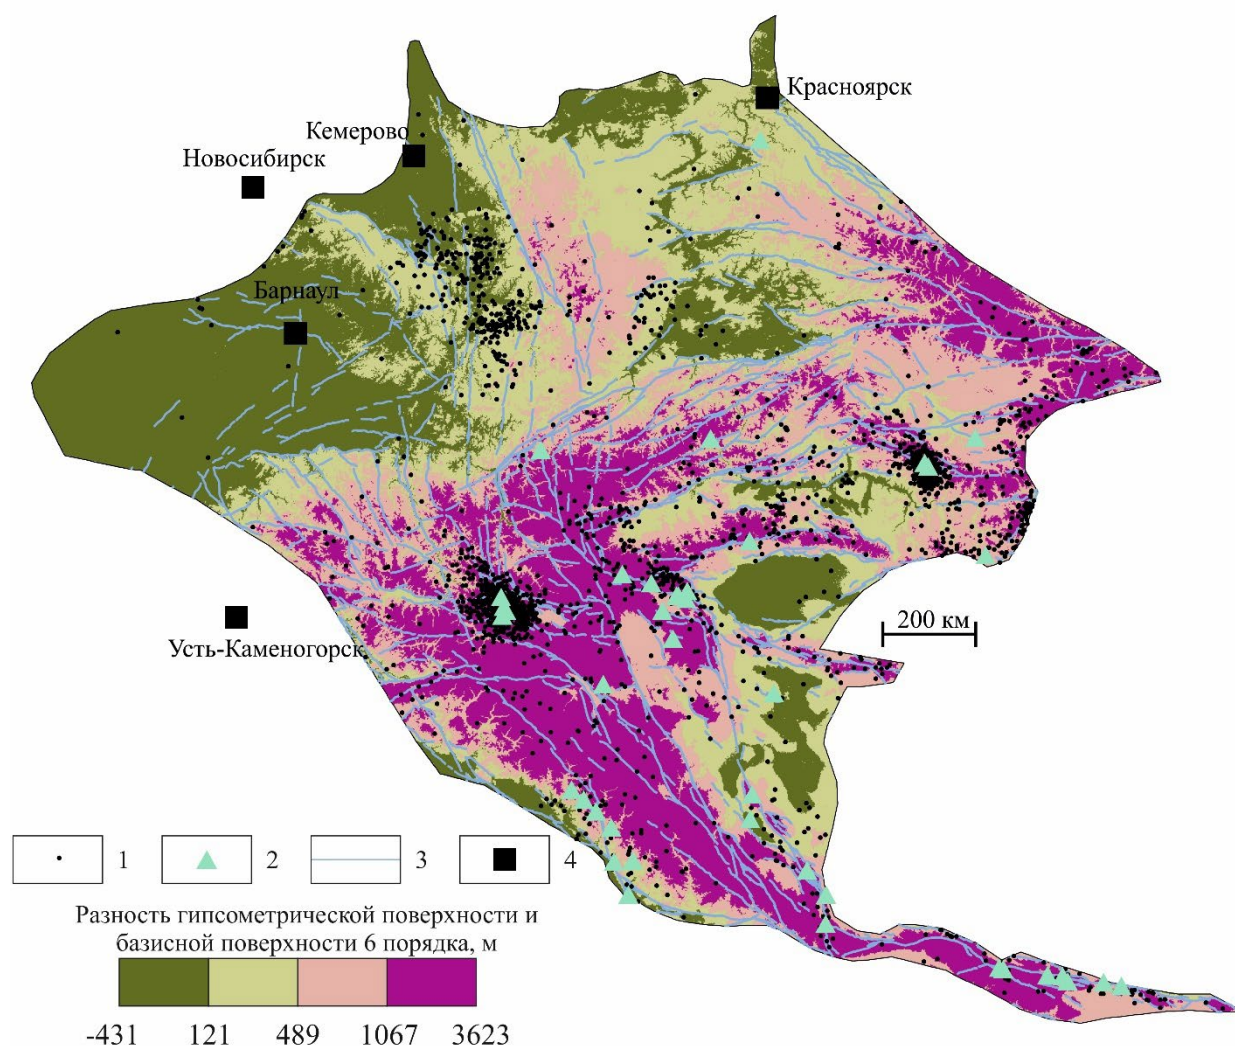 Красноярск
Кемерово
Новосибирск
Барнаул
Усть-Каменогорск
200 км
1
2
3
4
Разность гипсометрической поверхности и
базисной поверхности 6 порядка, м
-431 121 489 1067 3623